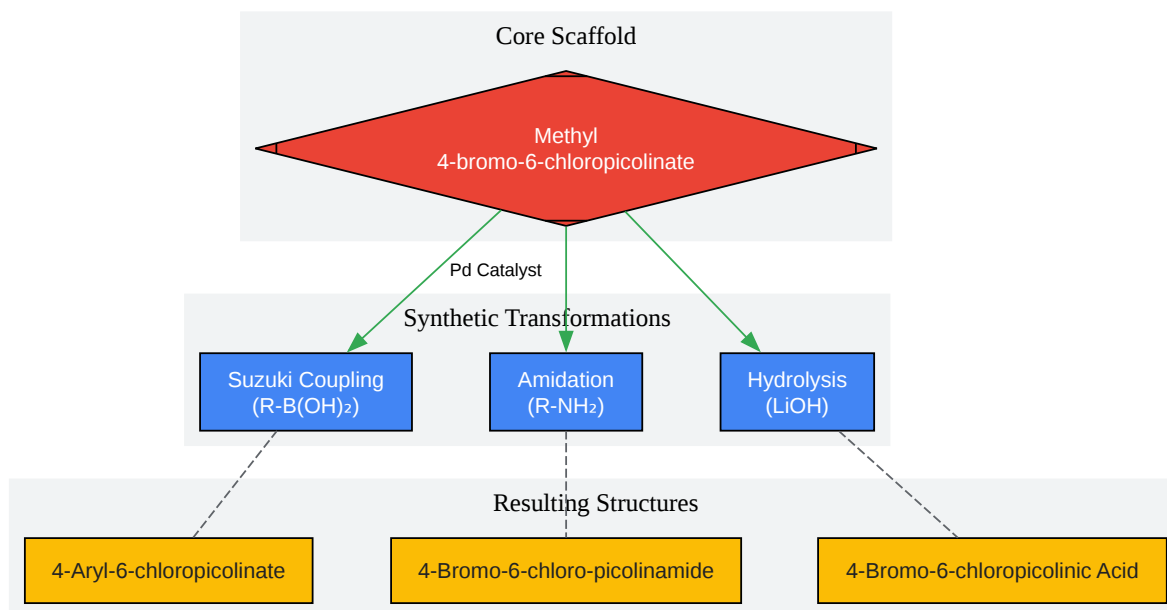 Core Scaffold
Methyl
4-bromo-6-chloropicolinate
Pd Catalyst
Synthetic Transformations
Suzuki Coupling
(R-B(OH)₂)
Amidation
(R-NH₂)
Hydrolysis
(LiOH)
Resulting Structures
4-Aryl-6-chloropicolinate
4-Bromo-6-chloro-picolinamide
4-Bromo-6-chloropicolinic Acid